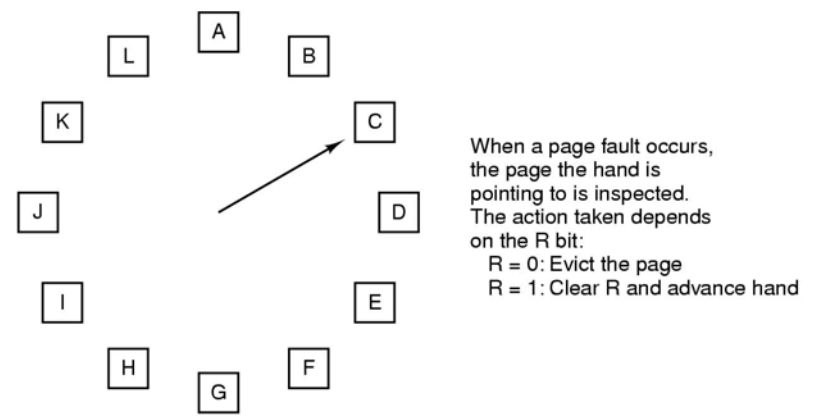 A
L
B
K
C
J
D
I
E
H
F
G
When a page fault occurs,
the page the hand is
pointing to is inspected.
The action taken depends
on the R bit:
R = 0: Evict the page
R = 1: Clear R and advance hand